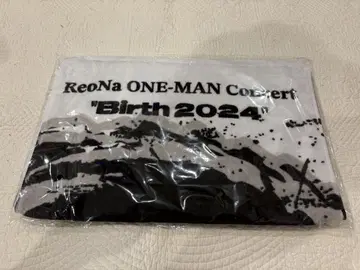 ReoNa ONE-MAN Concert
"Birth 2024"